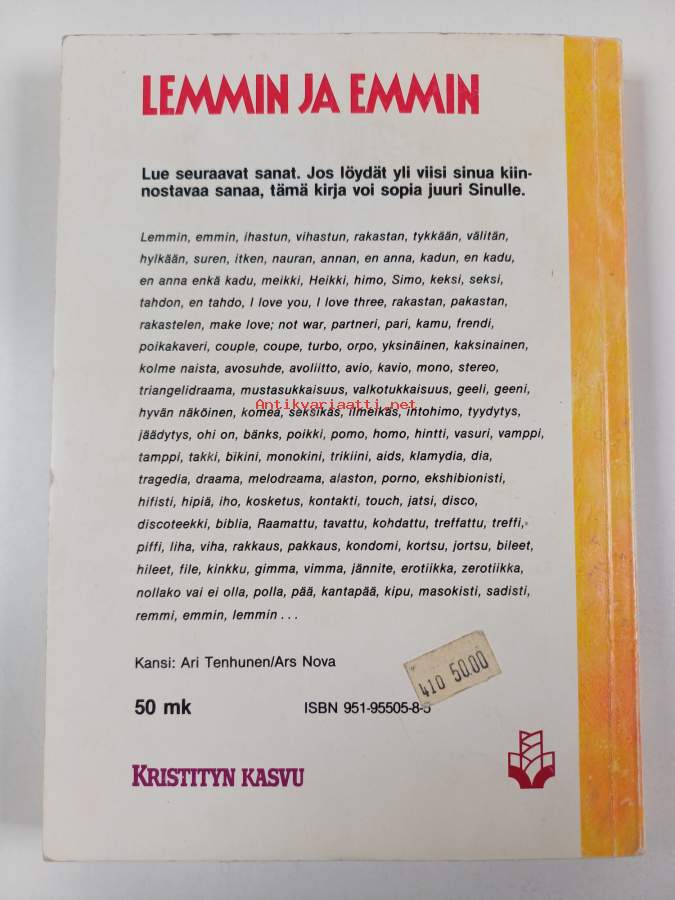 LEMMIN JA EMMIN
Lue seuraavat sanat. Jos löydät yli viisi sinua kiin-
nostavaa sanaa, tämä kirja voi sopia juuri Sinulle.
Lemmin, emmin, ihastun, vihastun, rakastan, tykkään, välitän,
hylkään, suren, itken, nauran, annan, en anna, kadun, en kadu,
en anna enkä kadu, meikki, Heikki, himo, Simo, keksi, seksi,
tahdon, en tahdo, I love you, I love three, rakastan, pakastan,
rakastelen, make love; not war, partneri, pari, kamu, frendi,
poikakaveri, couple, coupe, turbo, orpo, yksinäinen, kaksinainen,
kolme naista, avosuhde, avoliitto, avio, kavio, mono, stereo,
triangelidraama, mustasukkaisuus, valkotukkaisuus, geeli, geeni,
Antikvariaatti.net
hyvän näköinen, komea, seksikäs, ilmeikäs, intohimo, tyydytys,
jäädytys, ohi on, bänks, poikki, pomo, homo, hintti, vasuri, vamppi,
tamppi, takki, bikini, monokini, trikiini, aids, klamydia, dia,
tragedia, draama, melodraama, alaston, porno, ekshibionisti,
hifisti, hipiä, iho, kosketus, kontakti, touch, jatsi, disco,
discoteekki, biblia, Raamattu, tavattu, kohdattu, treffattu, treffi,
piffi, liha, viha, rakkaus, pakkaus, kondomi, kortsu, jortsu, bileet,
hileet, file, kinkku, gimma, vimma, jännite, erotiikka, zerotiikka,
nollako vai ei olla, polla, pää, kantapää, kipu, masokisti, sadisti,
remmi, emmin, lemmin . . .
Kansi: Ari Tenhunen/Ars Nova
410 50.00
50 mk
ISBN 951-95505-8-5
KRISTITYN KASVU